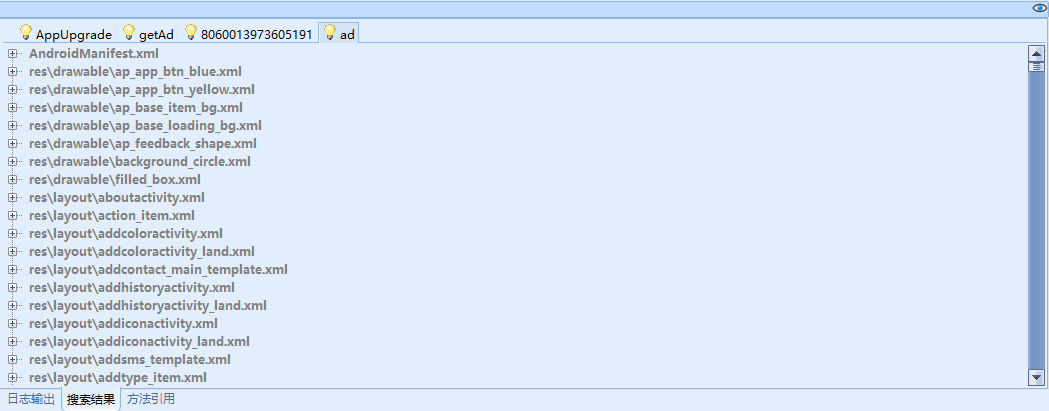 AppUpgrade getAd 8060013973605191 ad
AndroidManifest.xml
res\drawable\ap_app_btn_blue.xml
res\drawable\ap_app_btn_yellow.xml
res\drawable\ap_base_item_bg.xml
res\drawable\ap_base_loading_bg.xml
res\drawable\ap_feedback_shape.xml
res\drawable\background_circle.xml
res\drawable\filled_box.xml
res\layout\aboutactivity.xml
res\layout\action_item.xml
res\layout\addcoloractivity.xml
res\layout\addcoloractivity_land.xml
res\layout\addcontact_main_template.xml
res\layout\addhistoryactivity.xml
res\layout\addhistoryactivity_land.xml
res\layout\addiconactivity.xml
res\layout\addiconactivity_land.xml
res\layout\addsms_template.xml
res\layout\addtype_item.xml
日志输出 搜索结果 方法引用